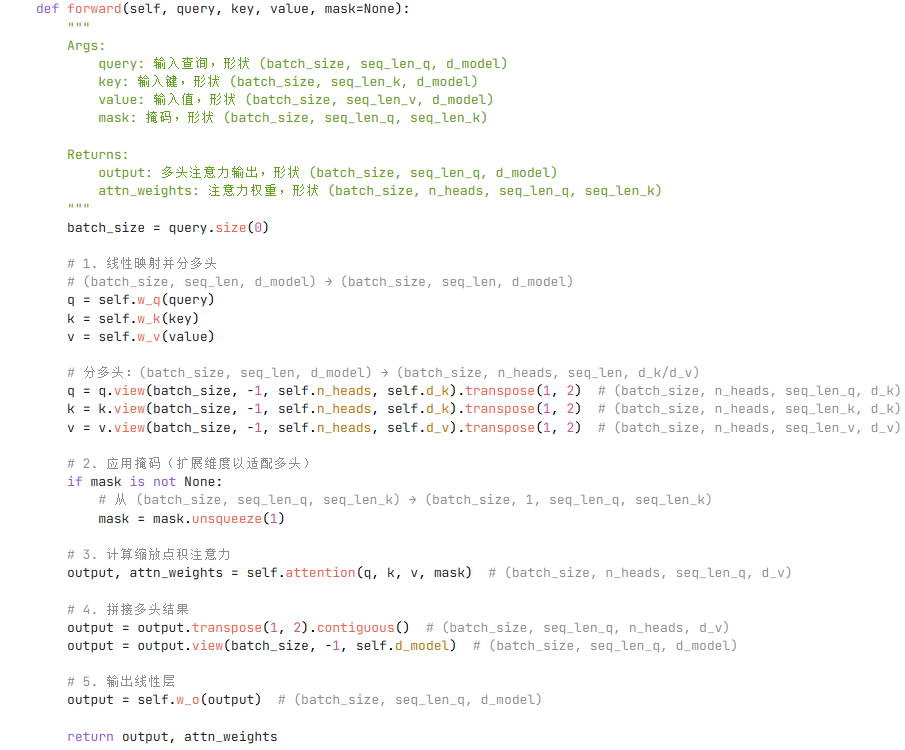 def forward(self, query, key, value, mask=None):
"""
Args:
query: 输入查询，形状 (batch_size, seq_len_q, d_model)
key: 输入键，形状 (batch_size, seq_len_k, d_model)
value: 输入值，形状 (batch_size, seq_len_v, d_model)
mask: 掩码，形状 (batch_size, seq_len_q, seq_len_k)
Returns:
output: 多头注意力输出，形状 (batch_size, seq_len_q, d_model)
attn_weights: 注意力权重，形状 (batch_size, n_heads, seq_len_q, seq_len_k)
"""
batch_size = query.size(0)
# 1. 线性映射并分多头
# (batch_size, seq_len, d_model) → (batch_size, seq_len, d_model)
q = self.w_q(query)
k = self.w_k(key)
v = self.w_v(value)
# 分多头：(batch_size, seq_len, d_model) → (batch_size, n_heads, seq_len, d_k/d_v)
q = q.view(batch_size, -1, self.n_heads, self.d_k).transpose(1, 2)  # (batch_size, n_heads, seq_len_q, d_k)
k = k.view(batch_size, -1, self.n_heads, self.d_k).transpose(1, 2)  # (batch_size, n_heads, seq_len_k, d_k)
v = v.view(batch_size, -1, self.n_heads, self.d_v).transpose(1, 2)  # (batch_size, n_heads, seq_len_v, d_v)
# 2. 应用掩码（扩展维度以适配多头）
if mask is not None:
# 从 (batch_size, seq_len_q, seq_len_k) → (batch_size, 1, seq_len_q, seq_len_k)
mask = mask.unsqueeze(1)
# 3. 计算缩放点积注意力
output, attn_weights = self.attention(q, k, v, mask)  # (batch_size, n_heads, seq_len_q, d_v)
# 4. 拼接多头结果
output = output.transpose(1, 2).contiguous()  # (batch_size, seq_len_q, n_heads, d_v)
output = output.view(batch_size, -1, self.d_model)  # (batch_size, seq_len_q, d_model)
# 5. 输出线性层
output = self.w_o(output)  # (batch_size, seq_len_q, d_model)
return output, attn_weights